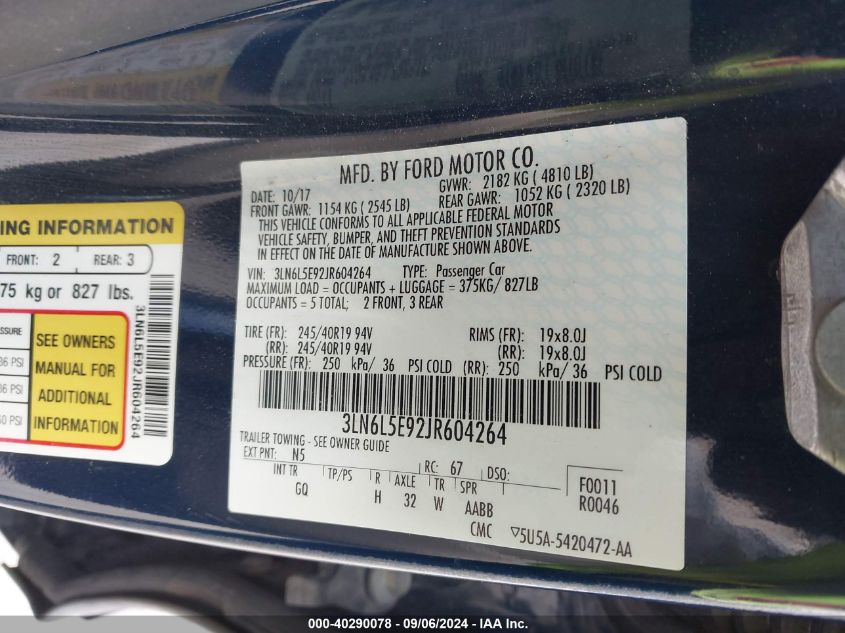 MFD. BY FORD MOTOR CO.
DATE: 10/17
GVWR: 2182 KG ( 4810 LB)
FRONT GAWR: 1154 KG ( 2545 LB)
REAR GAWR: 1052 KG ( 2320 LB)
THIS VEHICLE CONFORMS TO ALL APPLICABLE FEDERAL MOTOR
VEHICLE SAFETY, BUMPER, AND THEFT PREVENTION STANDARDS
IN EFFECT ON THE DATE OF MANUFACTURE SHOWN ABOVE.
VIN: 3LN6L5E92JR604264 TYPE: Passenger Car
MAXIMUM LOAD = OCCUPANTS + LUGGAGE = 375KG/ 827LB
OCCUPANTS = 5 TOTAL; 2 FRONT, 3 REAR
TIRE (FR): 245/40R19 94V RIMS (FR): 19x8.0J
(RR): 245/40R19 94V (RR): 19x8.0J
PRESSURE (FR): 250 kPa/ 36 PSI COLD (RR): 250 kPa/ 36 PSI COLD
3LN6L5E92JR604264
TRAILER TOWING - SEE OWNER GUIDE
EXT PNT: N5 RC: 67 DSO:
INT TR TP/PS R AXLE TR SPR
GQ H 32 W AABB
F0011
R0046
CMC ▽5U5A-5420472-AA
ING INFORMATION
FRONT: 2 REAR: 3
75 kg or 827 lbs.
SSURE
36 PSI
36 PSI
60 PSI
SEE OWNERS
MANUAL FOR
ADDITIONAL
INFORMATION
3LN6L5E92JR604264
000-40290078 - 09/06/2024 - IAA Inc.